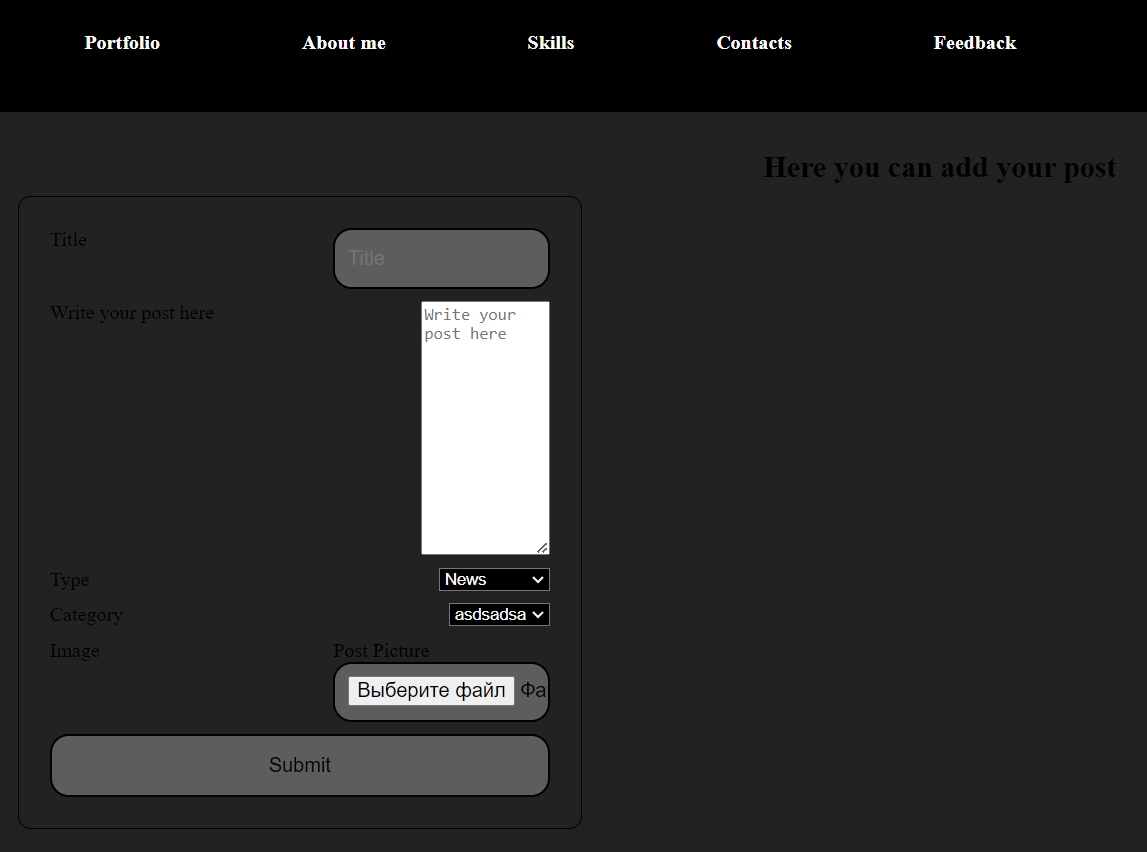 Portfolio About me Skills Contacts Feedback
Here you can add your post
Title Title
Write your post here Write your
post here
Type News
Category asdsadsa
Image Post Picture
Выберите файл Фа
Submit